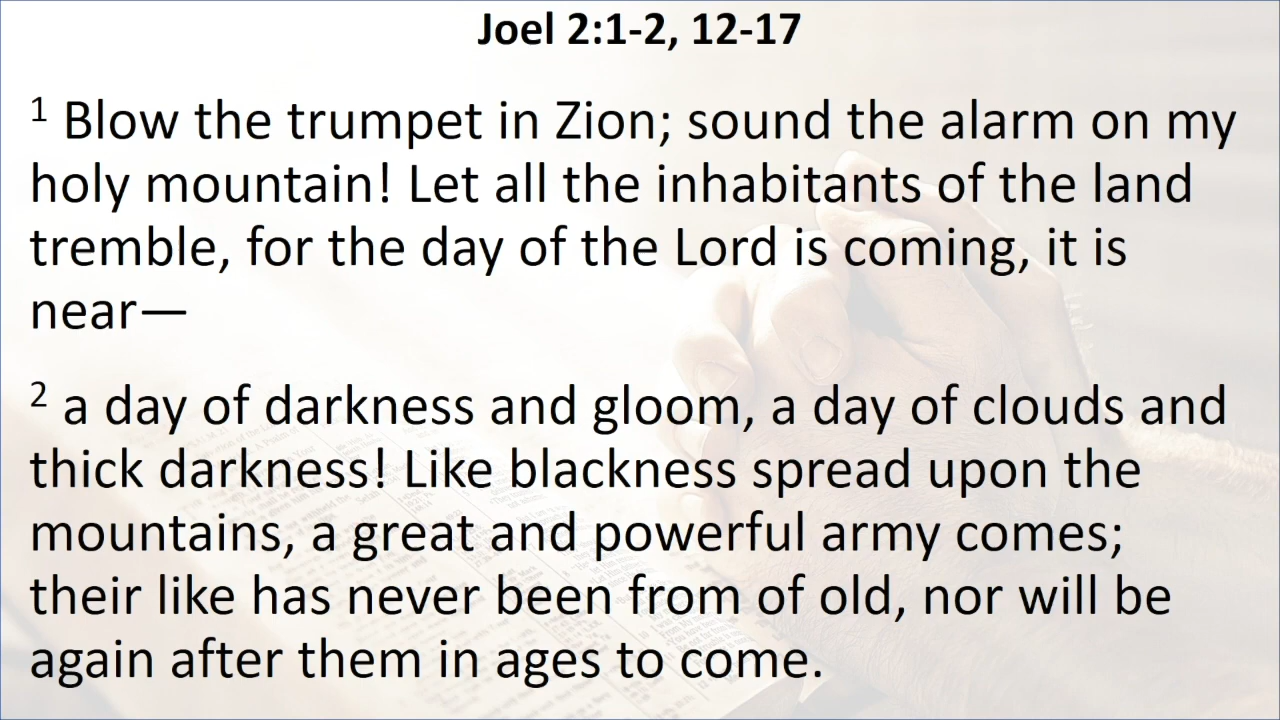 Joel 2:1-2, 12-17
1 Blow the trumpet in Zion; sound the alarm on my
holy mountain! Let all the inhabitants of the land
tremble, for the day of the Lord is coming, it is
near—
2 a day of darkness and gloom, a day of clouds and
thick darkness! Like blackness spread upon the
mountains, a great and powerful army comes;
their like has never been from of old, nor will be
again after them in ages to come.